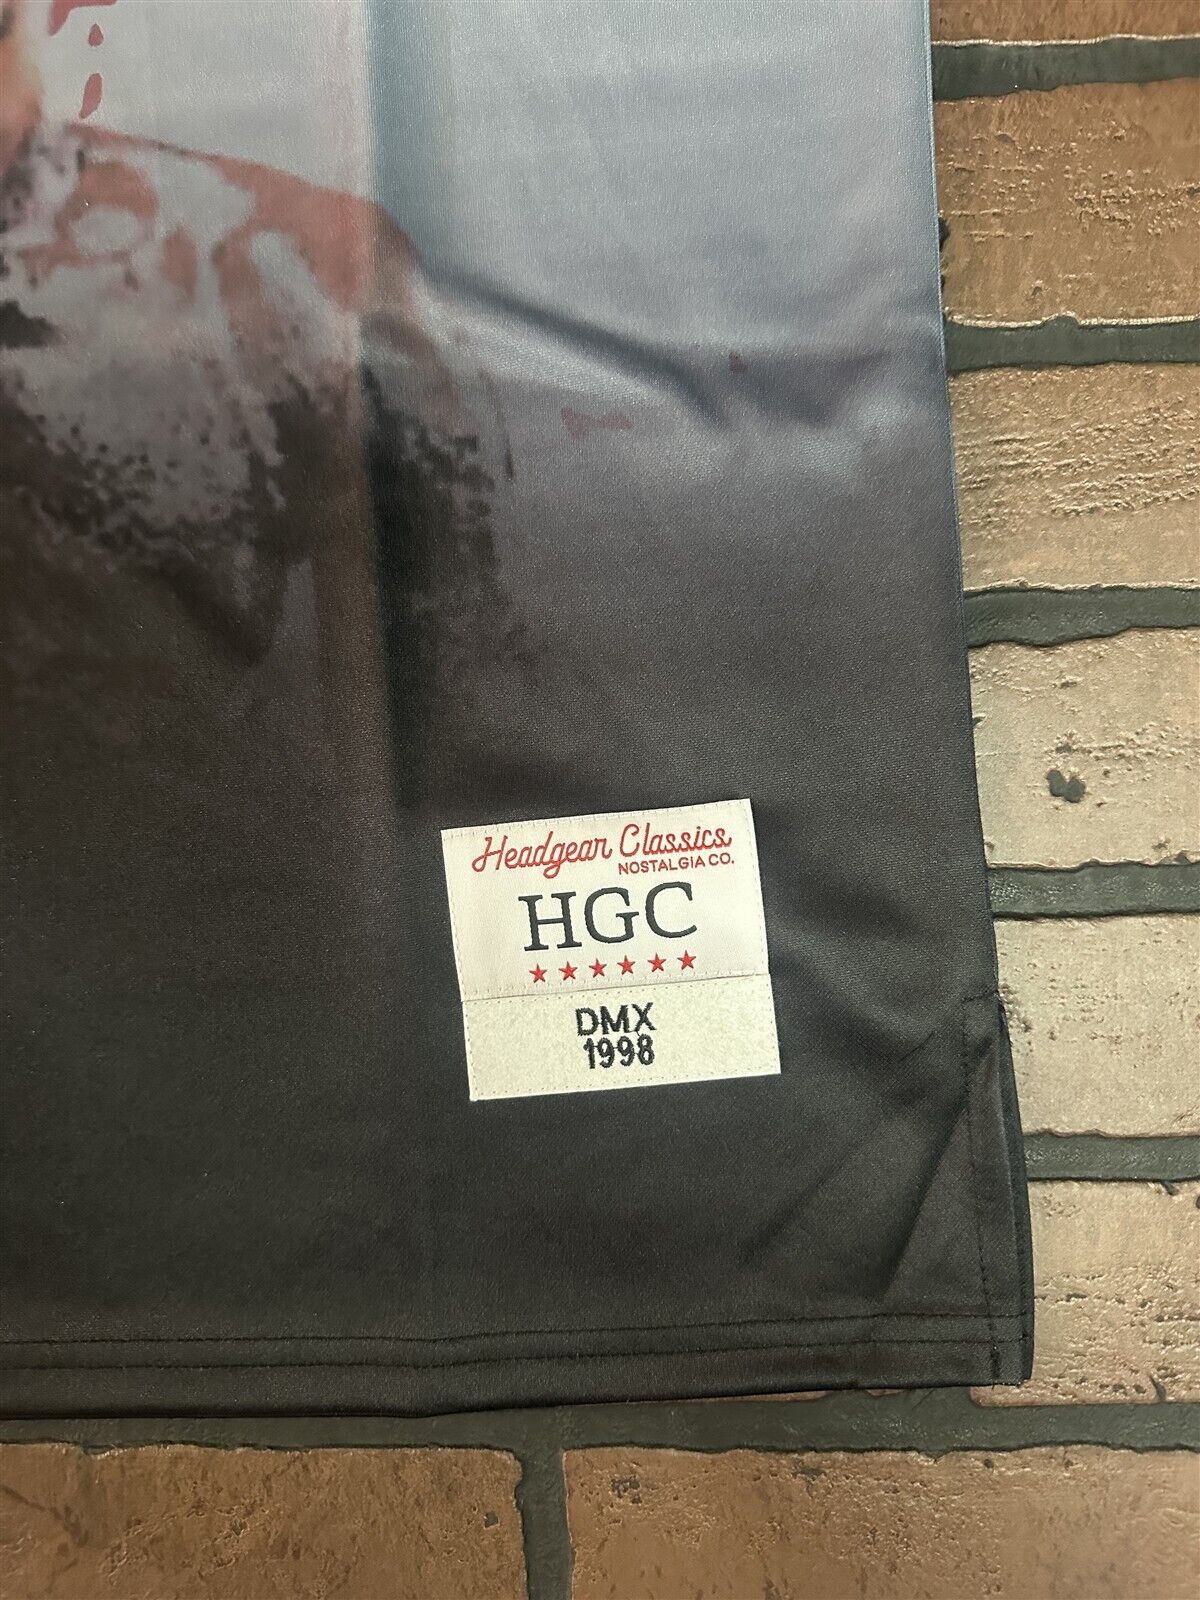 Headgear Classics
NOSTALGIA CO.
HGC
DMX
1998